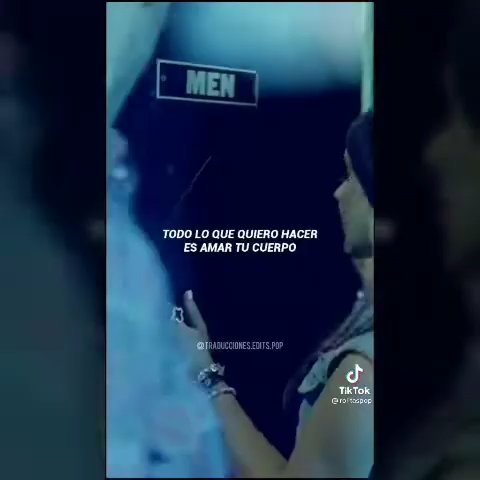 MEN
TODO LO QUE QUIERO HACER
ES AMAR TU CUERPO
@TRADUCCIONES.EDITS.POP
TikTok